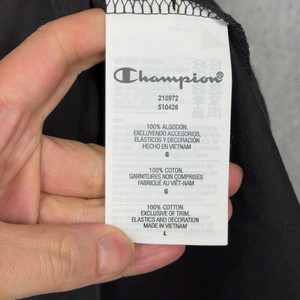 Champion
210972
510426
100% ALGODÓN.
EXCLUYENDO ACCESORIOS,
ELÁSTICOS Y DECORACIÓN
HECHO EN VIETNAM
G
100% COTON.
GARNITURES NON COMPRISES
FABRIQUÉ AU VIÊT-NAM
G
100% COTTON.
EXCLUSIVE OF TRIM,
ELASTICS AND DECORATION
MADE IN VIETNAM
L